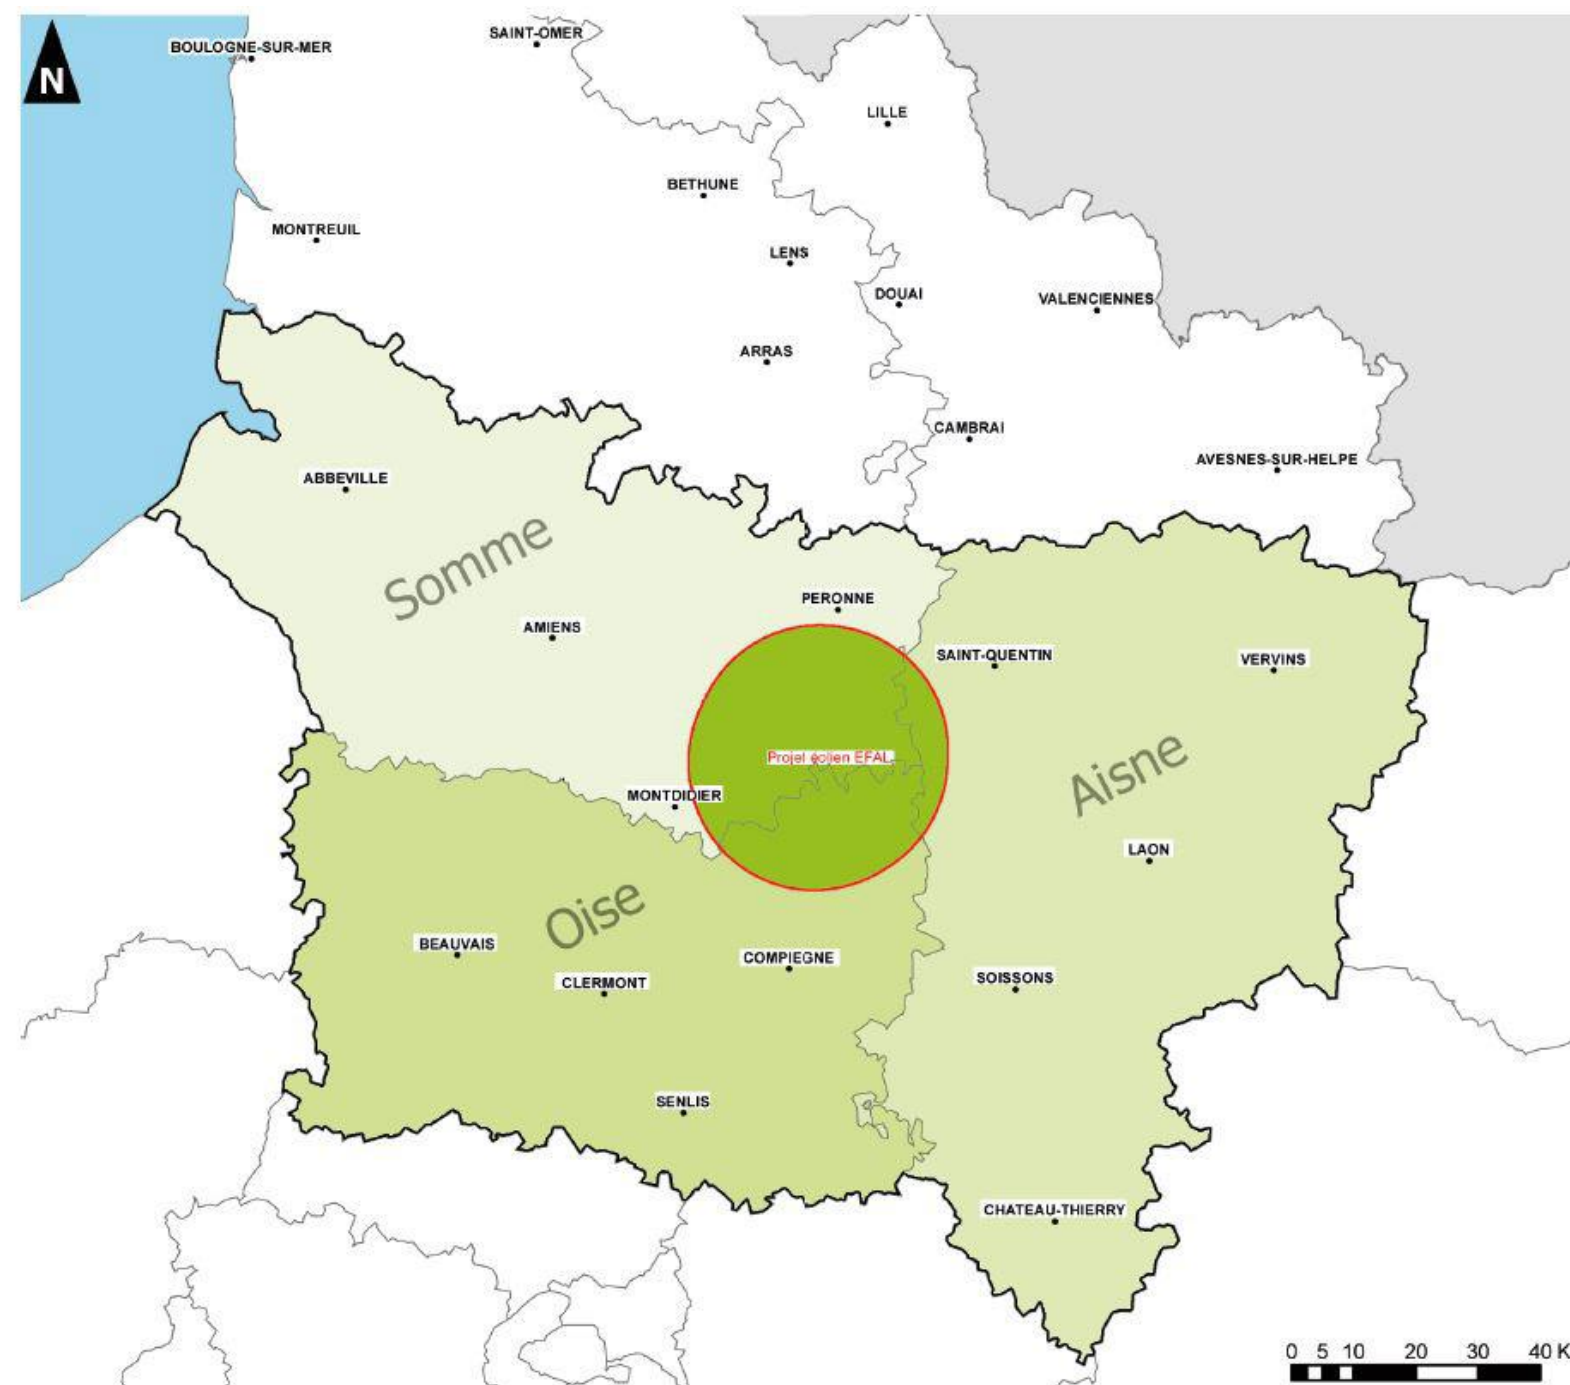 BOULOGNE-SUR-MER
SAINT-OMER
N
LILLE
BETHUNE
MONTREUIL
LENS
DOUAI
VALENCIENNES
ARRAS
CAMBRAI
AVESNES-SUR-HELPE
ABBEVILLE
Somme
PERONNE
AMIENS
SAINT-QUENTIN
VERVINS
Projet éolien EFAL
Aisne
MONTDIDIER
LAON
Oise
BEAUVAIS
COMPIEGNE
CLERMONT
SOISSONS
SENLIS
CHATEAU-THIERRY
0 5 10 20 30 40 K